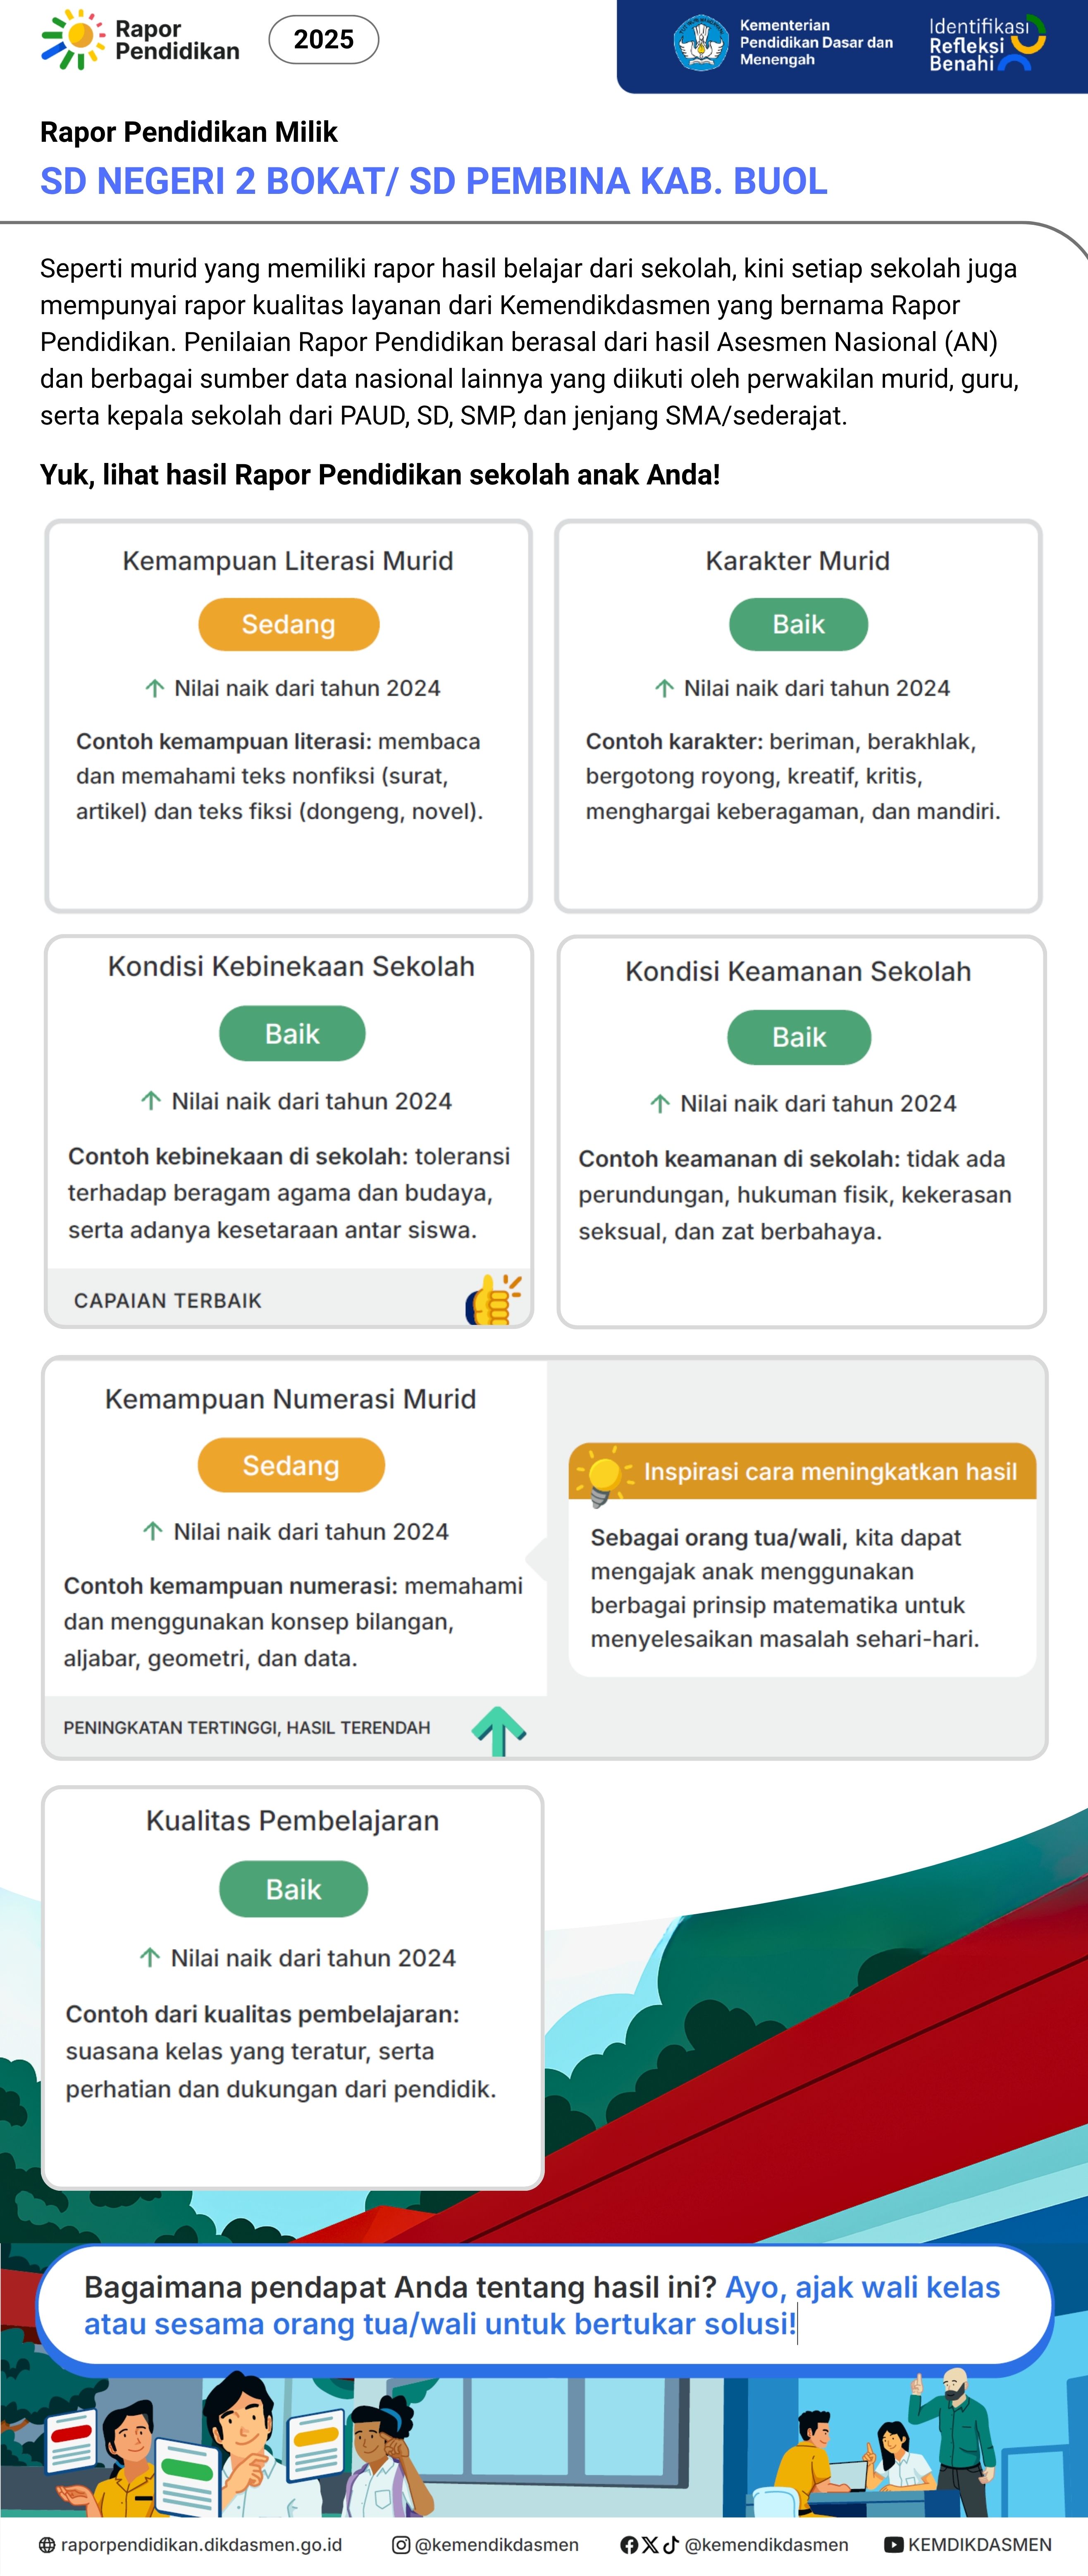 Rapor
Pendidikan
2025
Kementerian
Pendidikan Dasar dan
Menengah
Identifikasi
Refleksi
Benahi
Rapor Pendidikan Milik
SD NEGERI 2 BOKAT/ SD PEMBINA KAB. BUOL
Seperti murid yang memiliki rapor hasil belajar dari sekolah, kini setiap sekolah juga
mempunyai rapor kualitas layanan dari Kemendikdasmen yang bernama Rapor
Pendidikan. Penilaian Rapor Pendidikan berasal dari hasil Asesmen Nasional (AN)
dan berbagai sumber data nasional lainnya yang diikuti oleh perwakilan murid, guru,
serta kepala sekolah dari PAUD, SD, SMP, dan jenjang SMA/sederajat.
Yuk, lihat hasil Rapor Pendidikan sekolah anak Anda!
Kemampuan Literasi Murid
Sedang
↑ Nilai naik dari tahun 2024
Contoh kemampuan literasi: membaca
dan memahami teks nonfiksi (surat,
artikel) dan teks fiksi (dongeng, novel).
Karakter Murid
Baik
↑ Nilai naik dari tahun 2024
Contoh karakter: beriman, berakhlak,
bergotong royong, kreatif, kritis,
menghargai keberagaman, dan mandiri.
Kondisi Kebinekaan Sekolah
Baik
↑ Nilai naik dari tahun 2024
Contoh kebinekaan di sekolah: toleransi
terhadap beragam agama dan budaya,
serta adanya kesetaraan antar siswa.
CAPAIAN TERBAIK
Kondisi Keamanan Sekolah
Baik
↑ Nilai naik dari tahun 2024
Contoh keamanan di sekolah: tidak ada
perundungan, hukuman fisik, kekerasan
seksual, dan zat berbahaya.
Kemampuan Numerasi Murid
Sedang
↑ Nilai naik dari tahun 2024
Contoh kemampuan numerasi: memahami
dan menggunakan konsep bilangan,
aljabar, geometri, dan data.
PENINGKATAN TERTINGGI, HASIL TERENDAH
Inspirasi cara meningkatkan hasil
Sebagai orang tua/wali, kita dapat
mengajak anak menggunakan
berbagai prinsip matematika untuk
menyelesaikan masalah sehari-hari.
Kualitas Pembelajaran
Baik
↑ Nilai naik dari tahun 2024
Contoh dari kualitas pembelajaran:
suasana kelas yang teratur, serta
perhatian dan dukungan dari pendidik.
Bagaimana pendapat Anda tentang hasil ini? Ayo, ajak wali kelas
atau sesama orang tua/wali untuk bertukar solusi!
raporpendidikan.dikdasmen.go.id
@kemendikdasmen
@kemendikdasmen
KEMDIKDASMEN